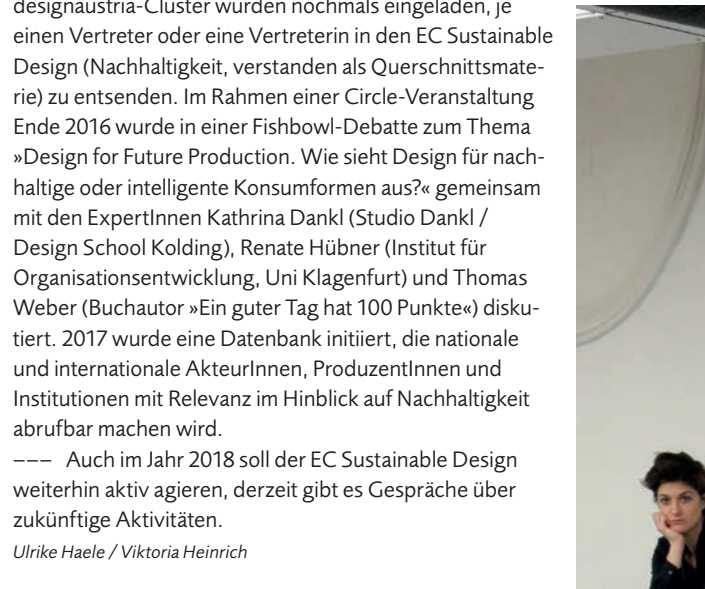 designaustria-Cluster wurden nochmals eingeladen, je
einen Vertreter oder eine Vertreterin in den EC Sustainable
Design (Nachhaltigkeit, verstanden als Querschnittsmate-
rie) zu entsenden. Im Rahmen einer Circle-Veranstaltung
Ende 2016 wurde in einer Fishbowl-Debatte zum Thema
»Design for Future Production. Wie sieht Design für nach-
haltige oder intelligente Konsumformen aus?« gemeinsam
mit den ExpertInnen Kathrina Dankl (Studio Dankl /
Design School Kolding), Renate Hübner (Institut für
Organisationsentwicklung, Uni Klagenfurt) und Thomas
Weber (Buchautor »Ein guter Tag hat 100 Punkte«) disku-
tiert. 2017 wurde eine Datenbank initiiert, die nationale
und internationale AkteurInnen, ProduzentInnen und
Institutionen mit Relevanz im Hinblick auf Nachhaltigkeit
abrufbar machen wird.
––– Auch im Jahr 2018 soll der EC Sustainable Design
weiterhin aktiv agieren, derzeit gibt es Gespräche über
zukünftige Aktivitäten.
Ulrike Haele / Viktoria Heinrich